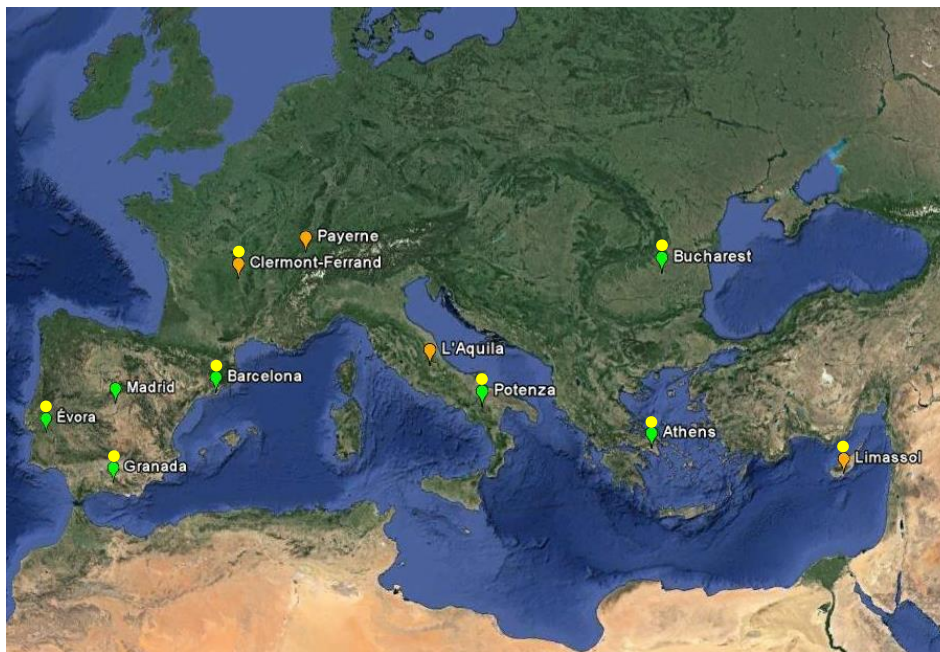 Payerne
Clermont-Ferrand
Bucharest
L'Aquila
Barcelona
Madrid
Potenza
Évora
Athens
Limassol
Granada